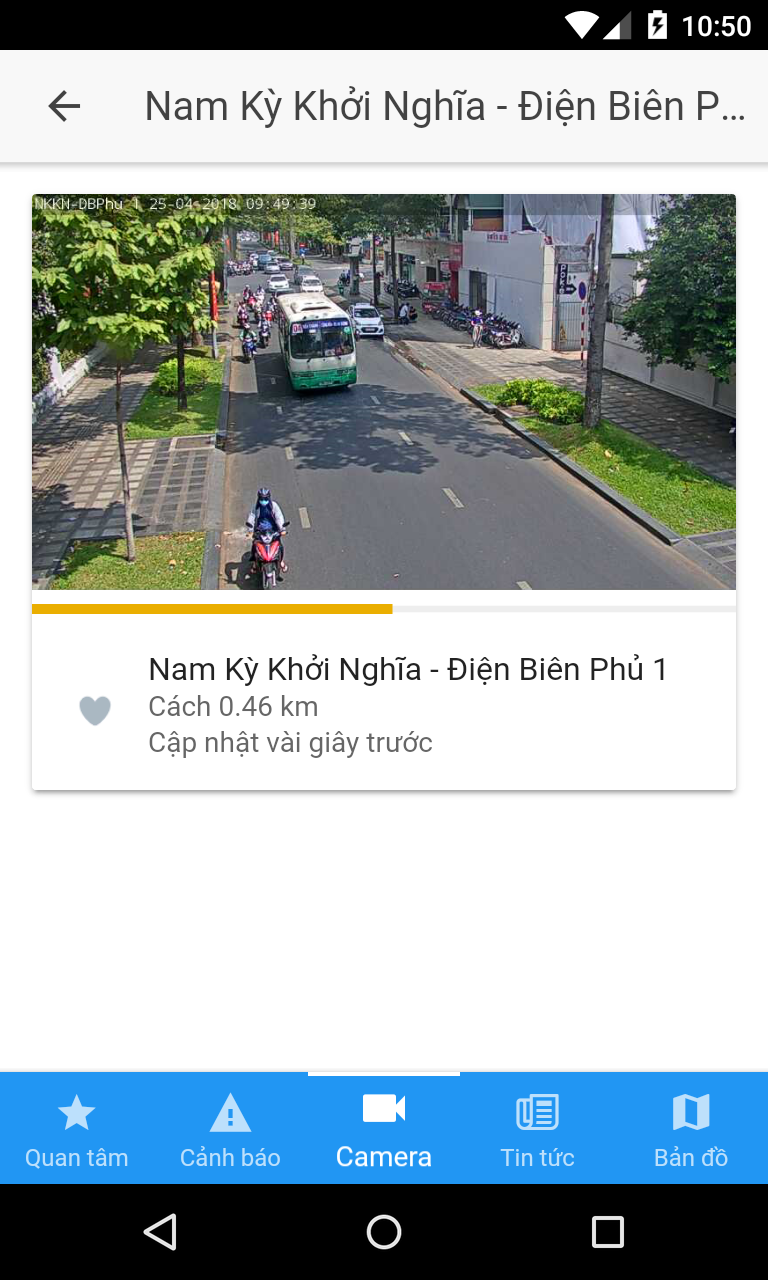 10:50
Nam Kỳ Khởi Nghĩa - Điện Biên P...
NKKN-DBPhu 1 25-04-2018 09:49:39
Nam Kỳ Khởi Nghĩa - Điện Biên Phủ 1
Cách 0.46 km
Cập nhật vài giây trước
Quan tâm
Cảnh báo
Camera
Tin tức
Bản đồ